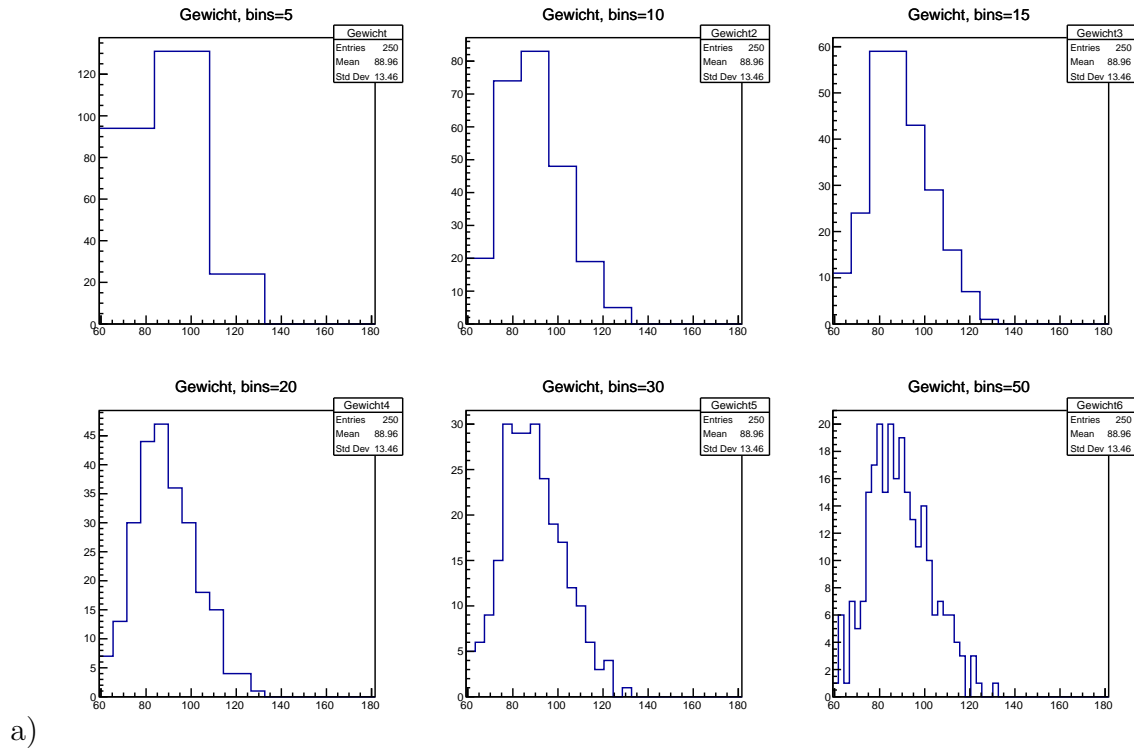 Gewicht, bins=5
Gewicht
Entries 250
Mean 88.96
Std Dev 13.46
120
100
80
60
40
20
0
60 80 100 120 140 160 180
Gewicht, bins=10
Gewicht2
Entries 250
Mean 88.96
Std Dev 13.46
80
70
60
50
40
30
20
10
0
60 80 100 120 140 160 180
Gewicht, bins=15
Gewicht3
Entries 250
Mean 88.96
Std Dev 13.46
60
50
40
30
20
10
0
60 80 100 120 140 160 180
Gewicht, bins=20
Gewicht4
Entries 250
Mean 88.96
Std Dev 13.46
45
40
35
30
25
20
15
10
5
0
60 80 100 120 140 160 180
Gewicht, bins=30
Gewicht5
Entries 250
Mean 88.96
Std Dev 13.46
30
25
20
15
10
5
0
60 80 100 120 140 160 180
Gewicht, bins=50
Gewicht6
Entries 250
Mean 88.96
Std Dev 13.46
20
18
16
14
12
10
8
6
4
2
0
60 80 100 120 140 160 180
a)